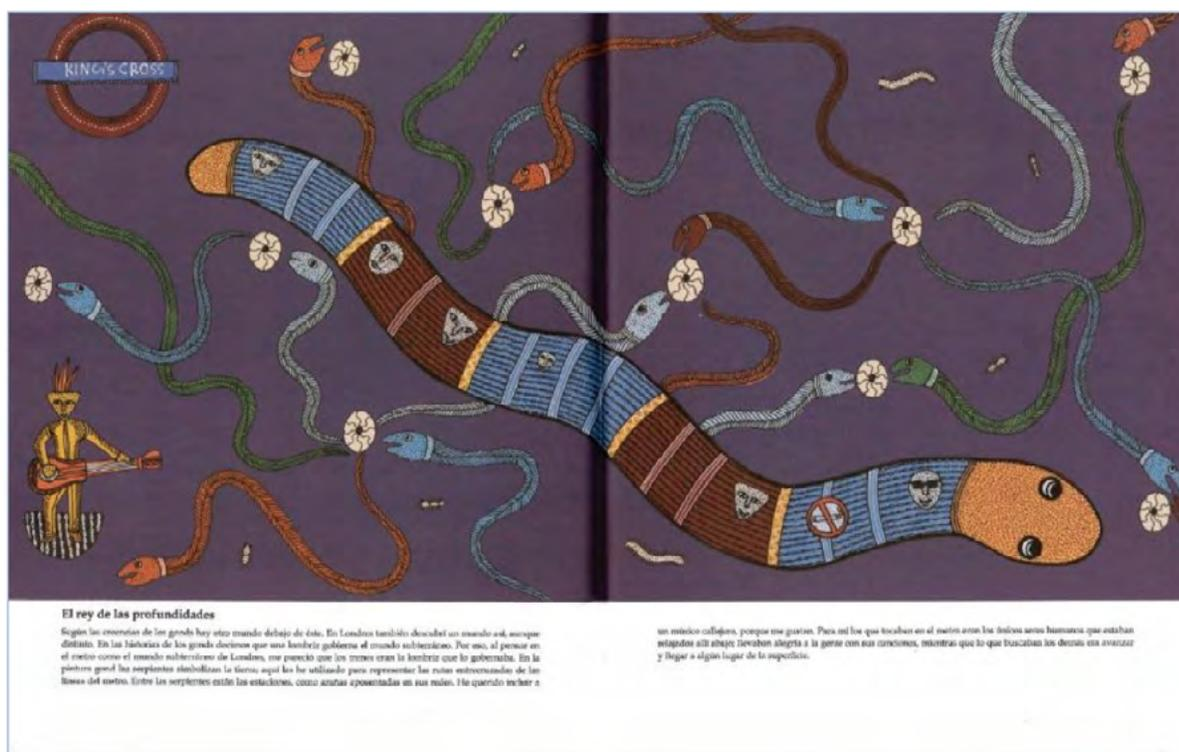 KING'S CROSS
El rey de las profundidades
Según las creencias de los gonds hay otro mundo debajo de éste. En Londres también descubrí un mundo así, aunque
distinto. En las historias de los gonds decimos que una lombriz gobierna el mundo subterráneo. Por eso, al pensar en
el metro como el mundo subterráneo de Londres, me pareció que los trenes eran la lombriz que lo gobernaba. En la
pintura gond las serpientes simbolizan la tierra; aquí las he utilizado para representar las rutas entrecruzadas de las
líneas del metro. Entre las serpientes están las estaciones, como arañas aposentadas en sus redes. He querido incluir a
un músico callejero, porque me gustan. Para mí los que tocaban en el metro eran los únicos seres humanos que estaban
relajados allí abajo; llevaban alegría a la gente con sus canciones, mientras que lo que buscaban los demás era avanzar
y llegar a algún lugar de la superficie.